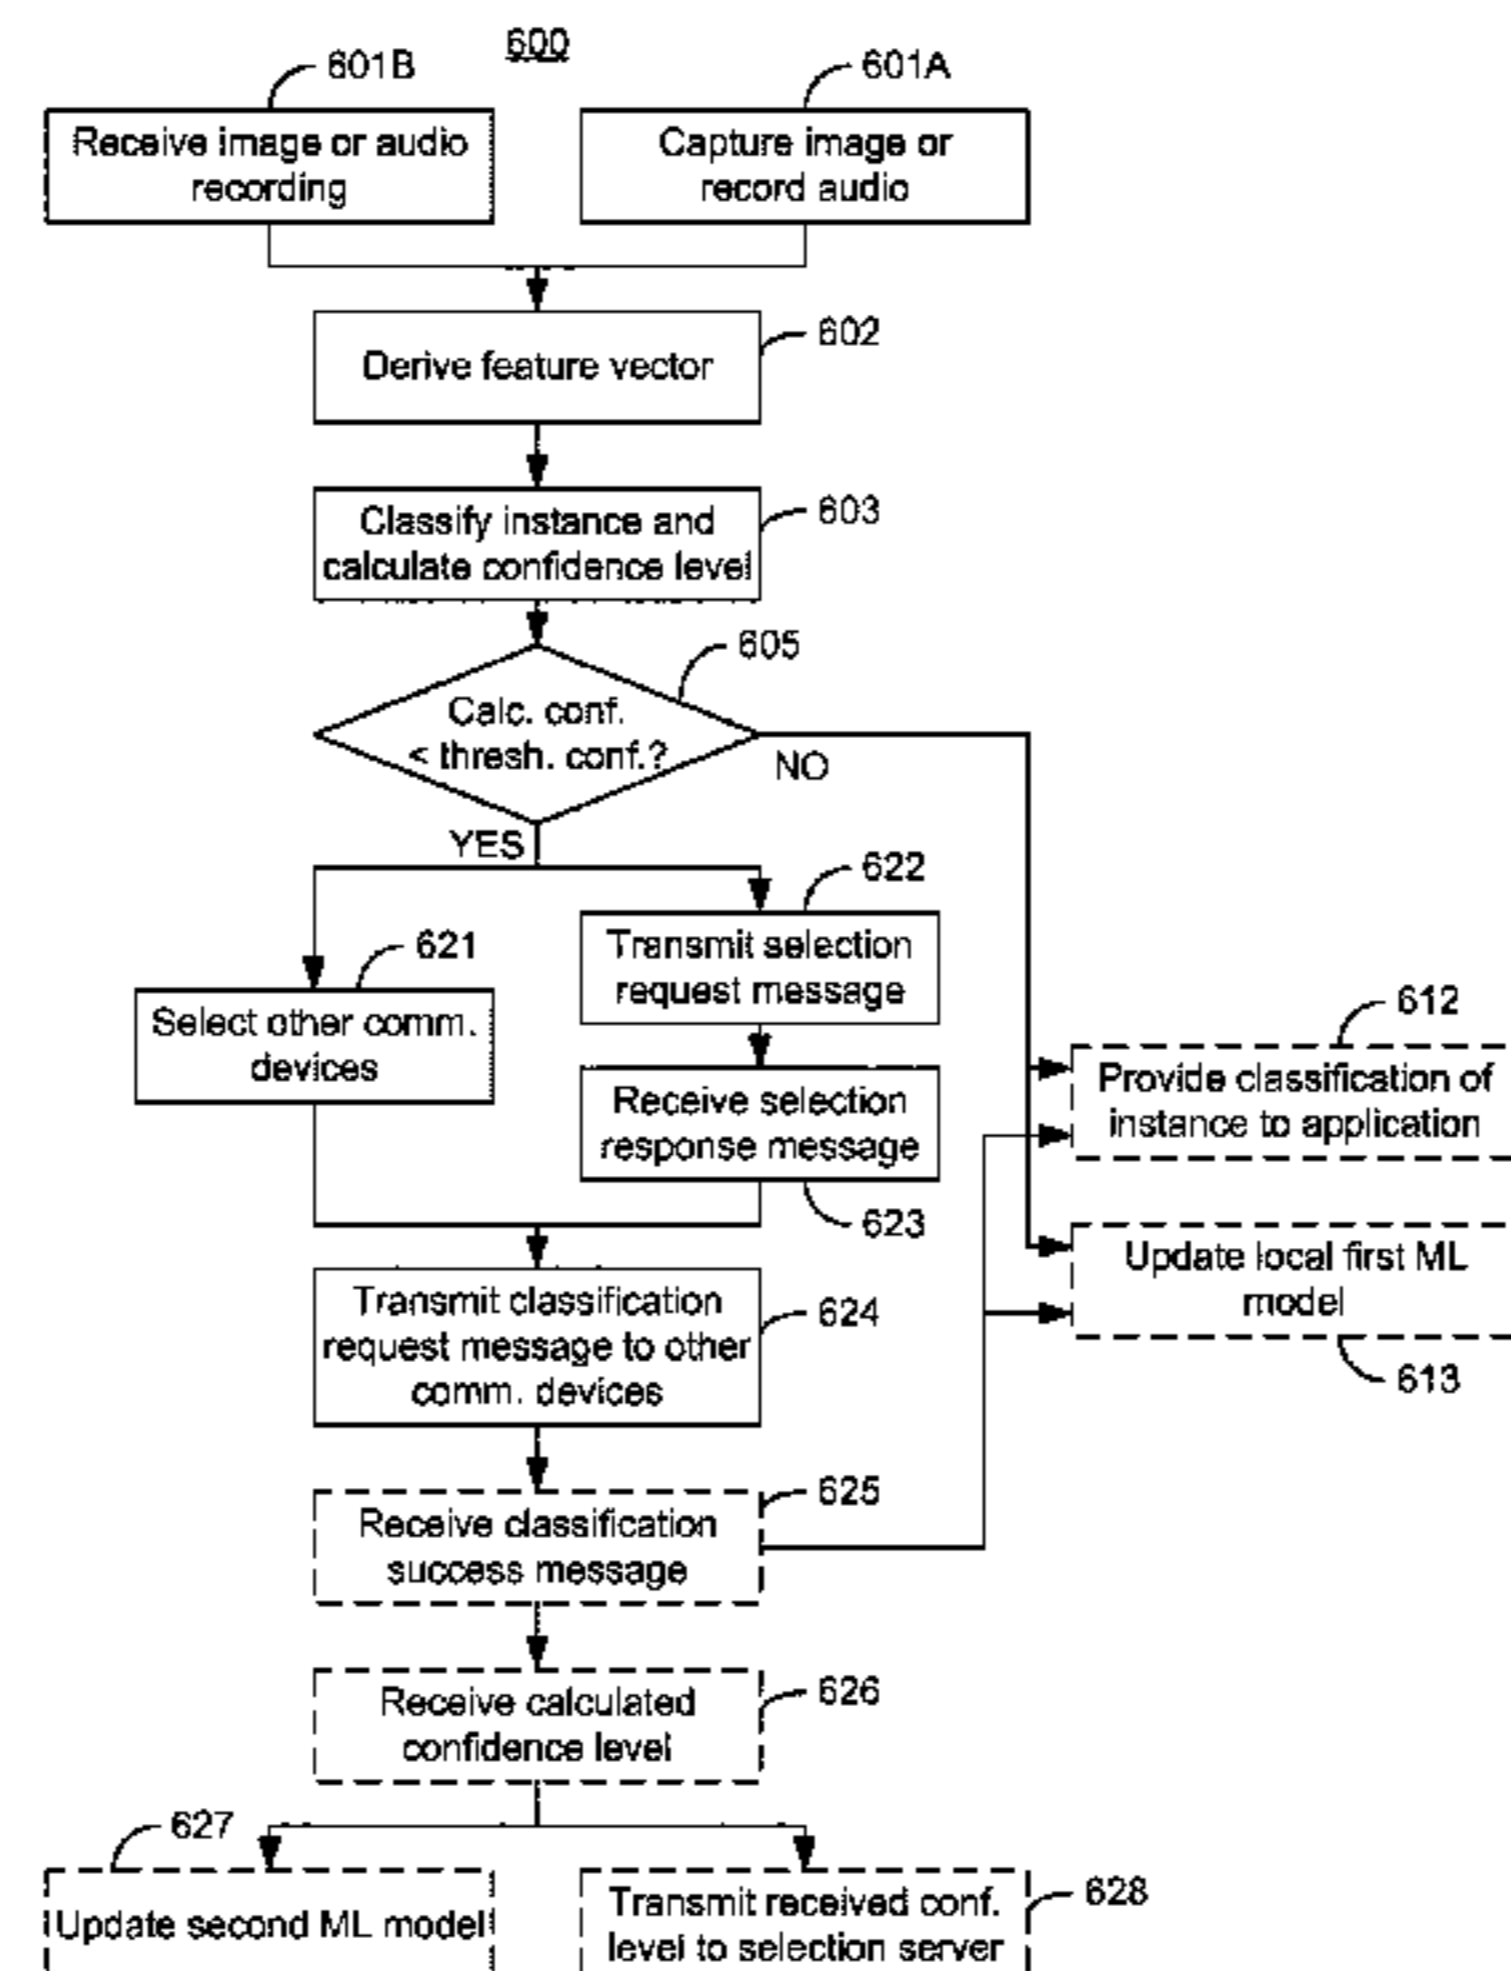 600
601B
601A
Receive image or audio
recording
Capture image or
record audio
602
Derive feature vector
603
Classify instance and
calculate confidence level
605
Calc. conf.
< thresh. conf.?
NO
YES
622
Transmit selection
request message
621
Select other comm.
devices
Receive selection
response message
623
612
Provide classification of
instance to application
Update local first ML
model
613
Transmit classification
request message to other
comm. devices
624
625
Receive classification
success message
626
Receive calculated
confidence level
627
Update second ML model
628
Transmit received conf.
level to selection server